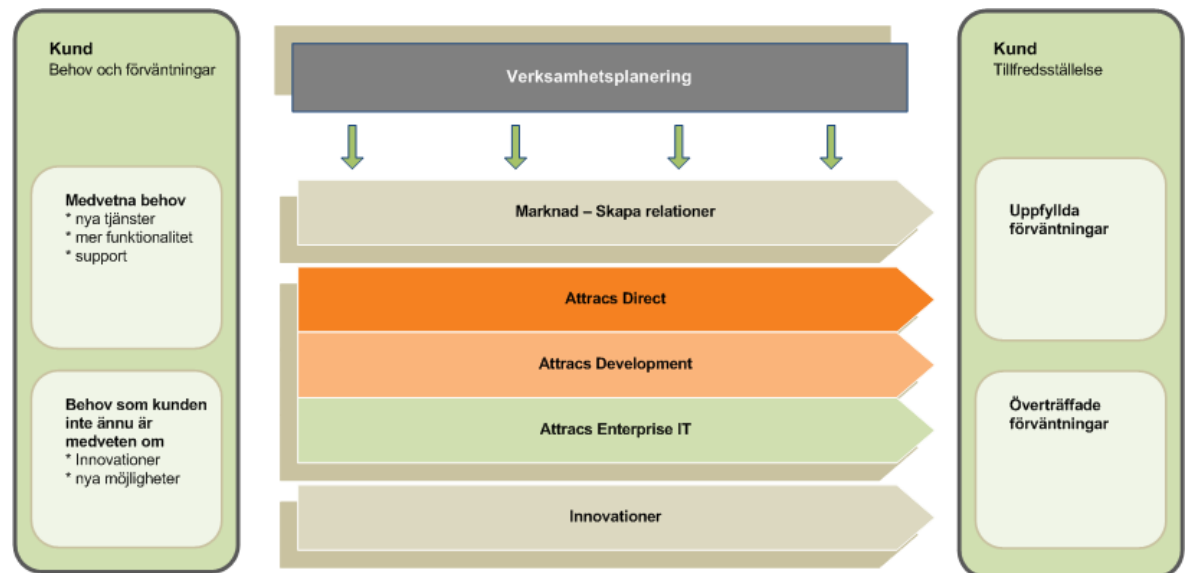 Kund
Behov och förväntningar
Medvetna behov
* nya tjänster
* mer funktionalitet
* support
Behov som kunden
inte ännu är
medveten om
* Innovationer
* nya möjligheter
Verksamhetsplanering
Marknad – Skapa relationer
Attracs Direct
Attracs Development
Attracs Enterprise IT
Innovationer
Kund
Tillfredsställelse
Uppfyllda
förväntningar
Överträffade
förväntningar